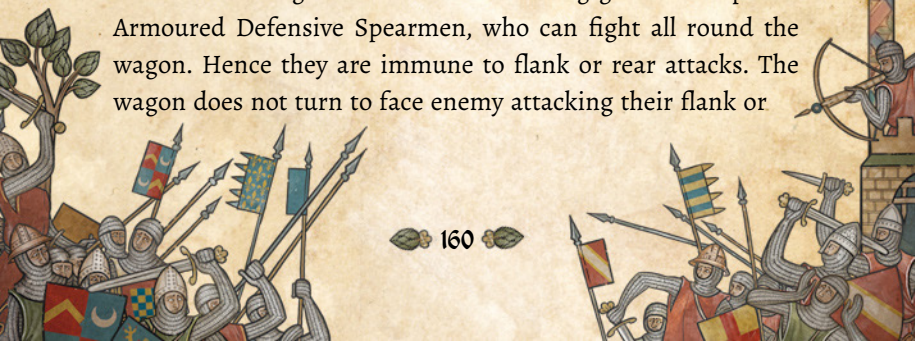 Armoured Defensive Spearmen, who can fight all round the
wagon. Hence they are immune to flank or rear attacks. The
wagon does not turn to face enemy attacking their flank or
160